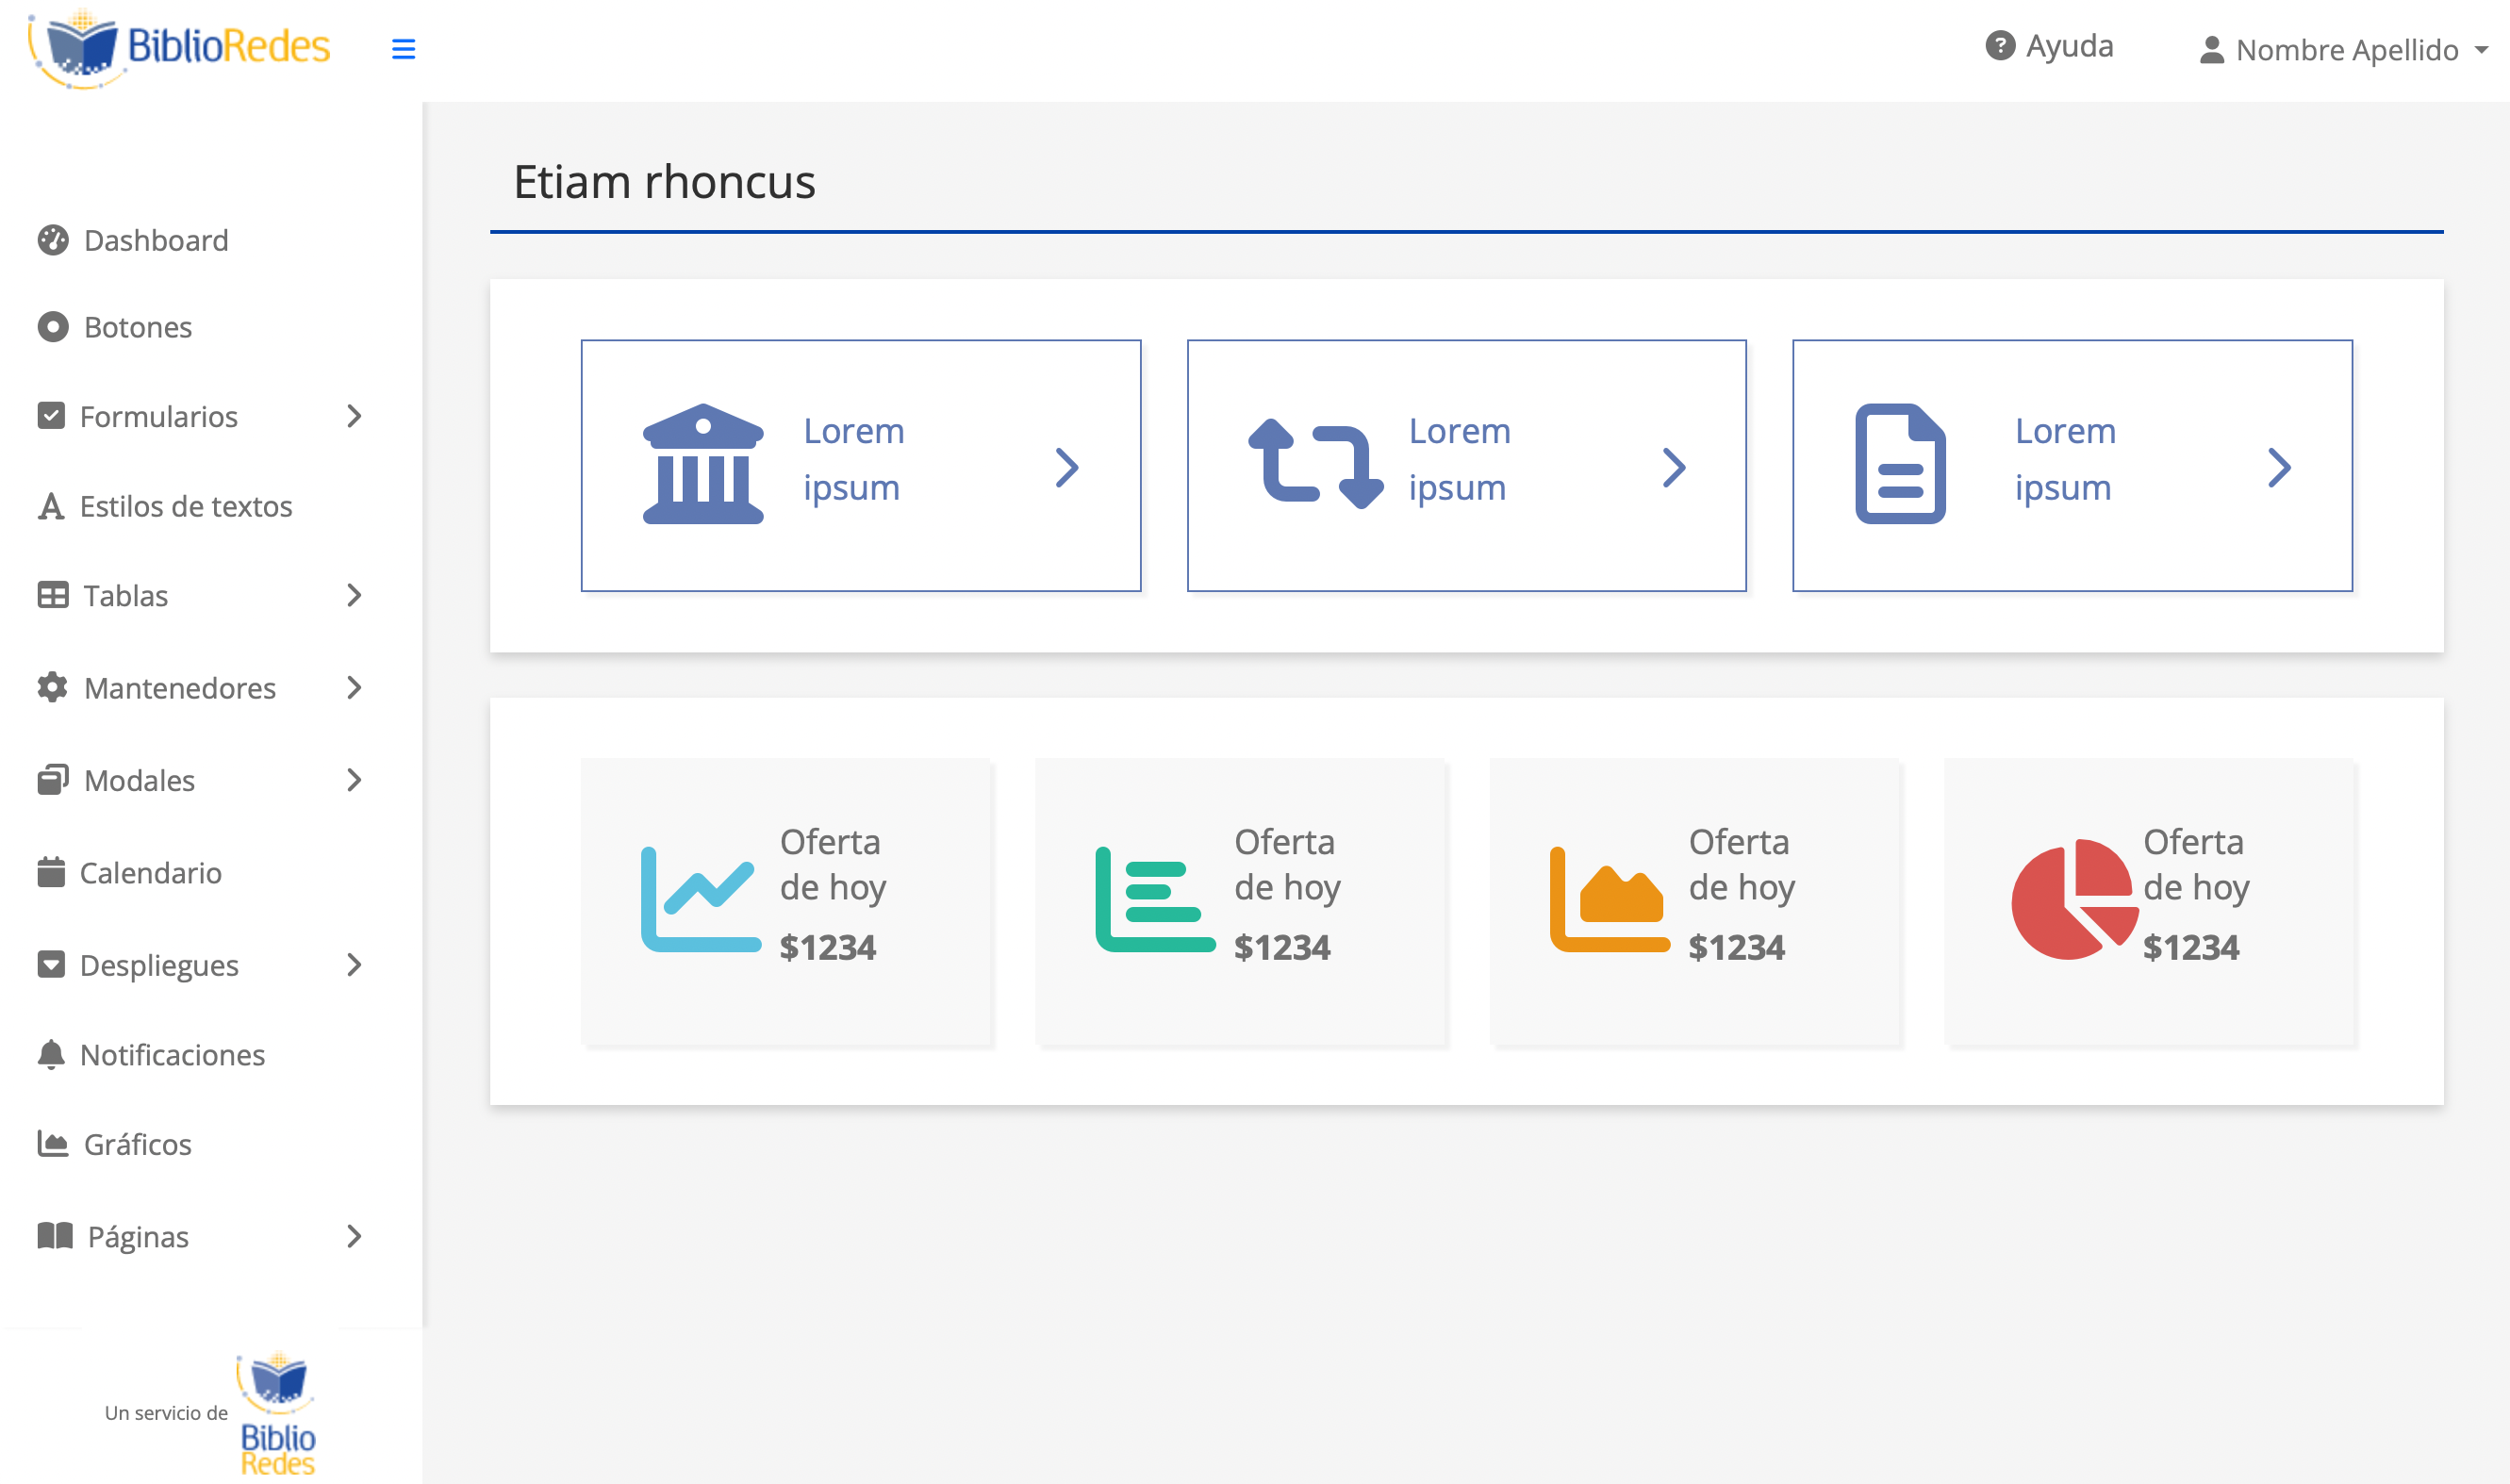 BiblioRedes
Ayuda
Nombre Apellido
Dashboard
Botones
Formularios
Estilos de textos
Tablas
Mantenedores
Modales
Calendario
Despliegues
Notificaciones
Gráficos
Páginas
Un servicio de
Biblio
Redes
Etiam rhoncus
Lorem
ipsum
Lorem
ipsum
Lorem
ipsum
Oferta
de hoy
$1234
Oferta
de hoy
$1234
Oferta
de hoy
$1234
Oferta
de hoy
$1234